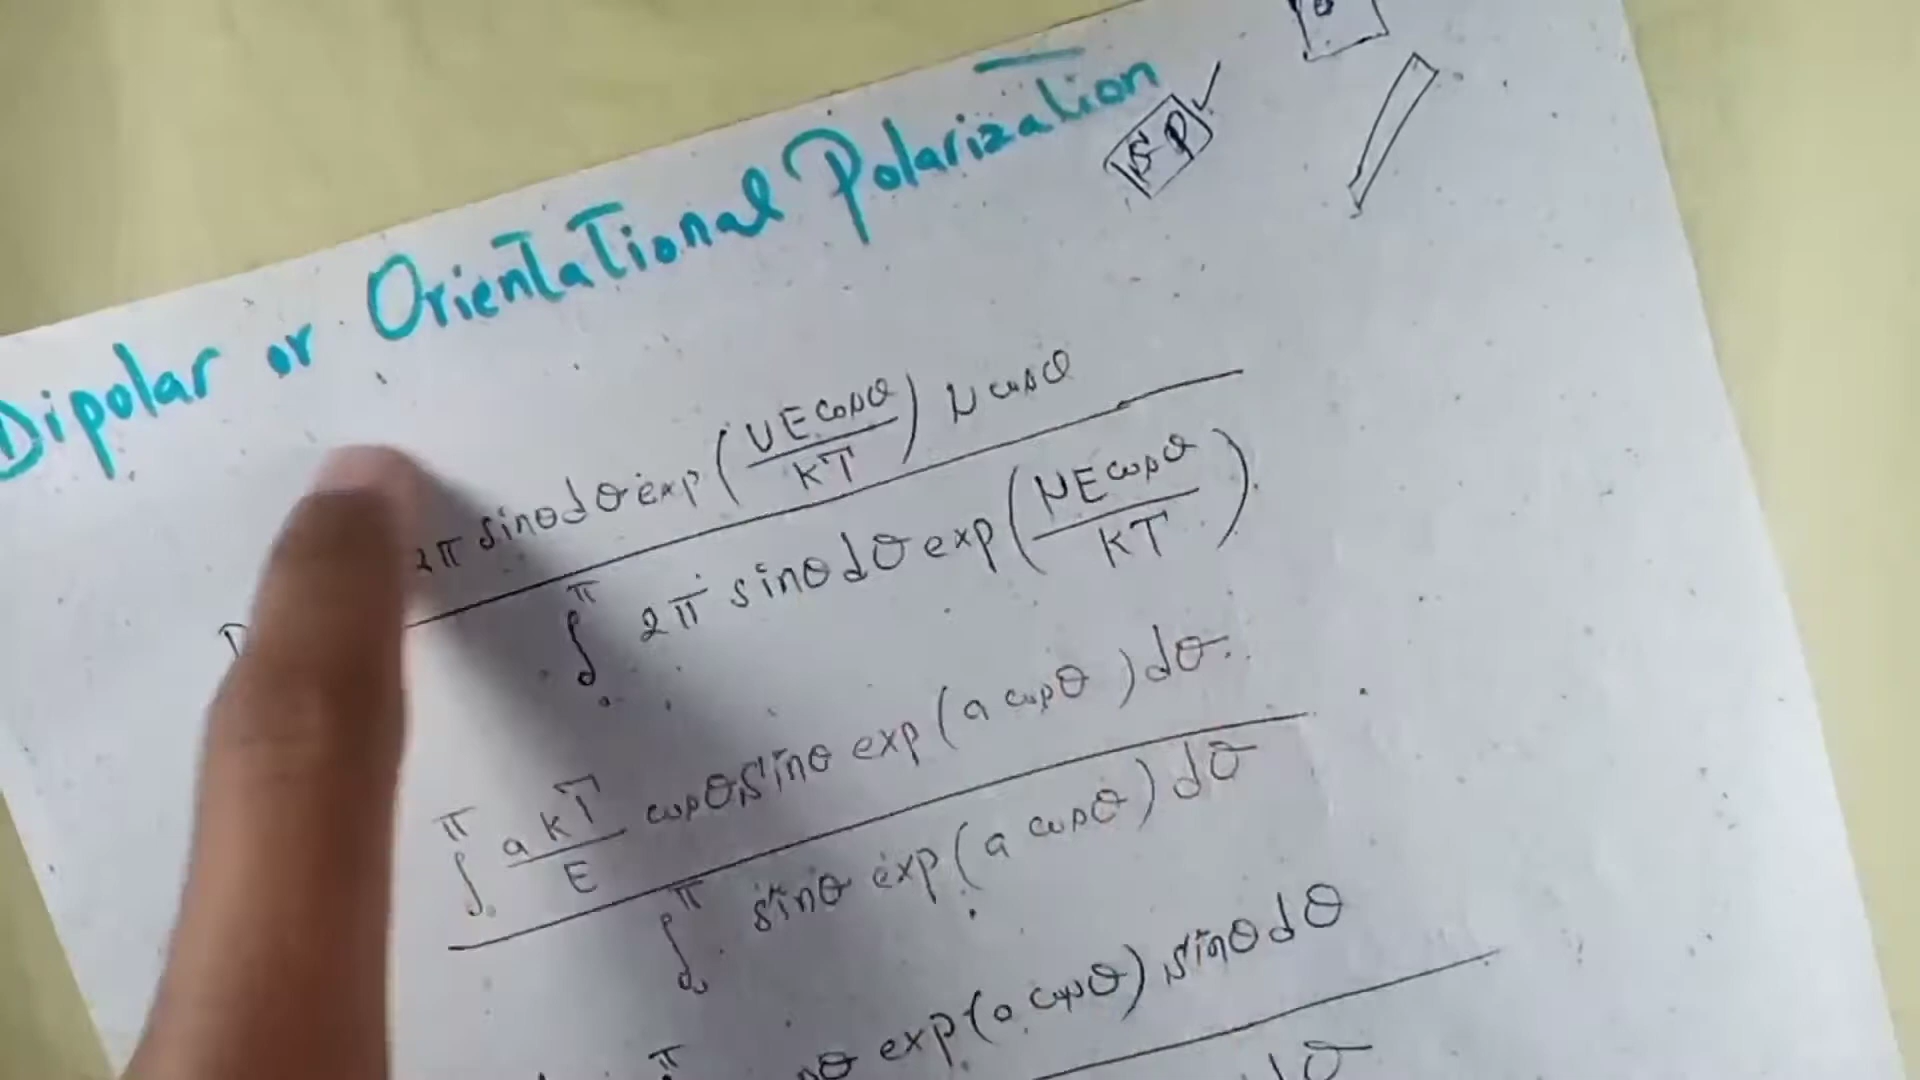 Dipolar or Orientational Polarization
2π sinθ dθ exp(μE cosθ / kT) μ cosθ
∫₀^π 2π sinθ dθ exp(μE cosθ / kT)
∫₀^π akT/E cosθ sinθ exp(a cosθ) dθ
∫₀^π sinθ exp(a cosθ) dθ
exp(a cosθ) sinθ dθ
π
dθ